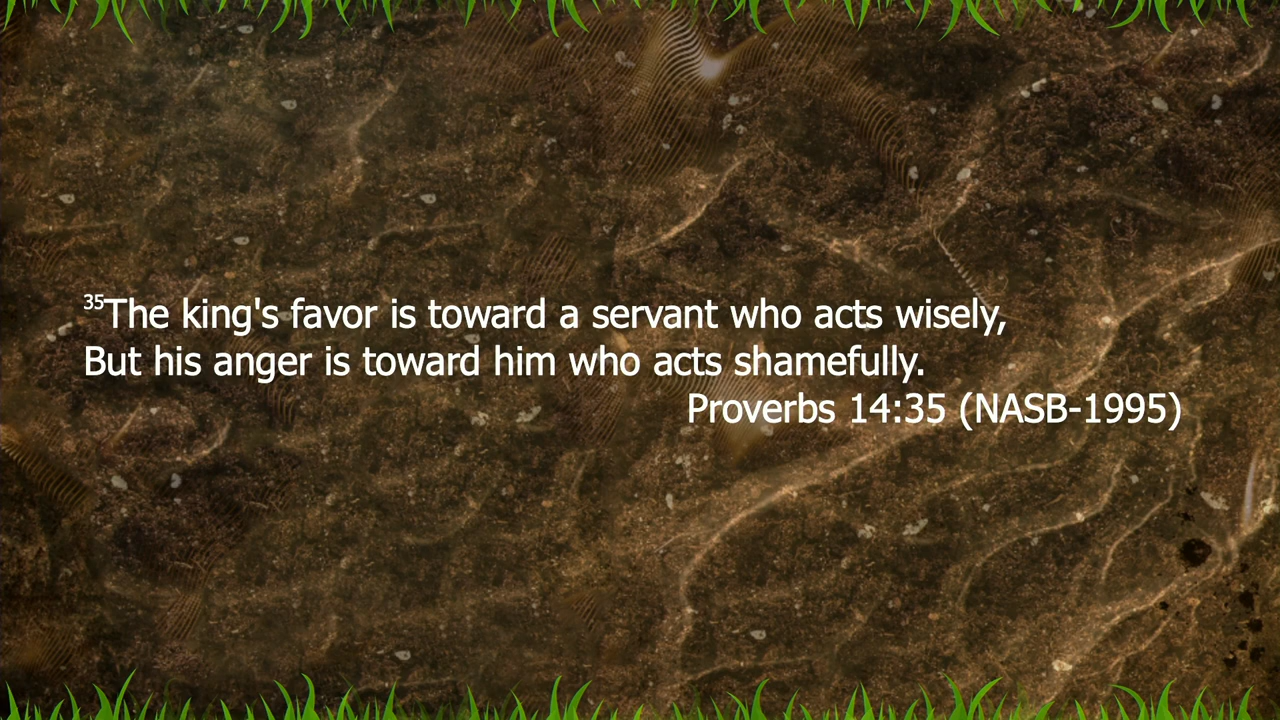 35The king's favor is toward a servant who acts wisely,
But his anger is toward him who acts shamefully.
Proverbs 14:35 (NASB-1995)